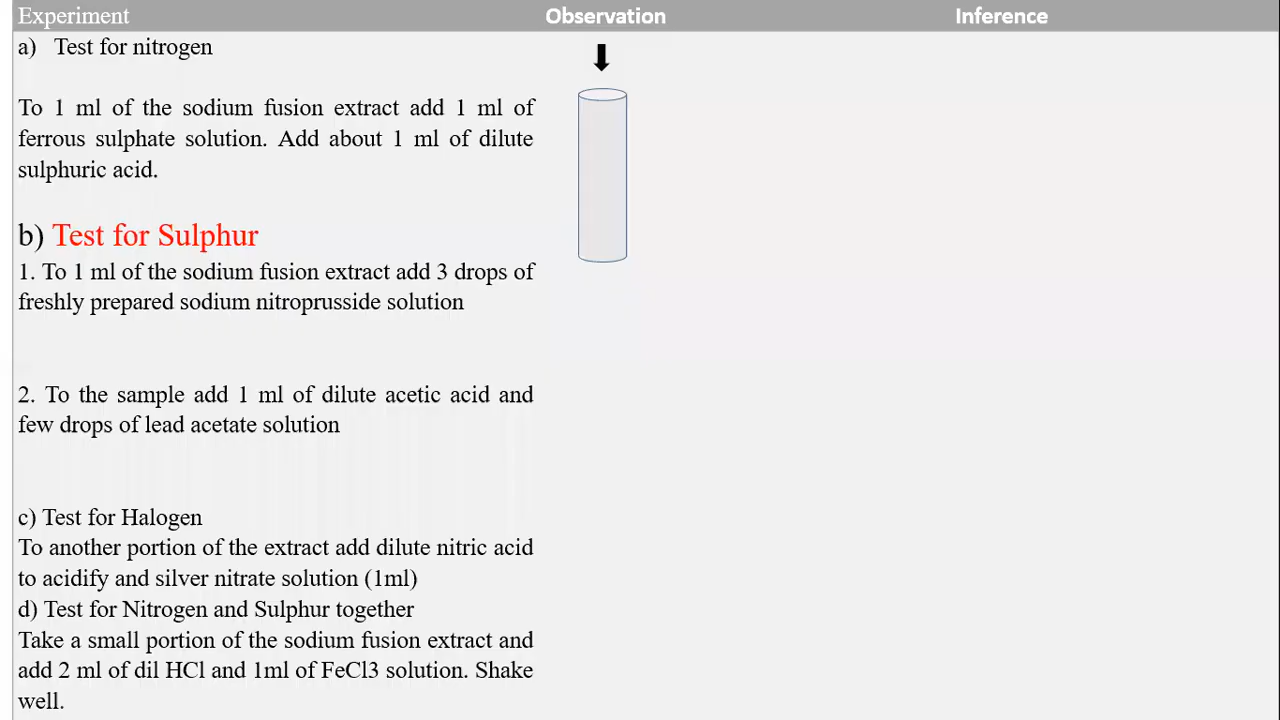 Experiment Observation Inference
a) Test for nitrogen
To 1 ml of the sodium fusion extract add 1 ml of
ferrous sulphate solution. Add about 1 ml of dilute
sulphuric acid.
b) Test for Sulphur
1. To 1 ml of the sodium fusion extract add 3 drops of
freshly prepared sodium nitroprusside solution
2. To the sample add 1 ml of dilute acetic acid and
few drops of lead acetate solution
c) Test for Halogen
To another portion of the extract add dilute nitric acid
to acidify and silver nitrate solution (1ml)
d) Test for Nitrogen and Sulphur together
Take a small portion of the sodium fusion extract and
add 2 ml of dil HCl and 1ml of FeCl3 solution. Shake
well.